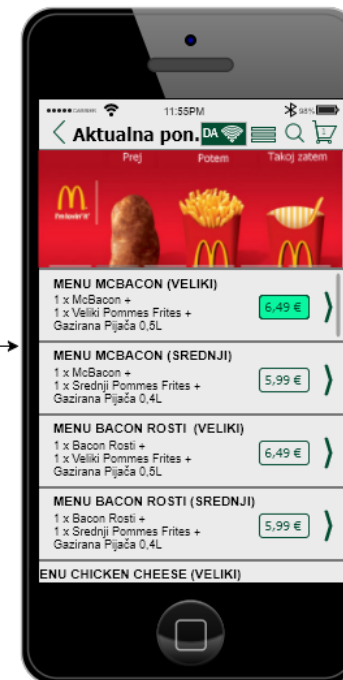 CARRIER 11:55PM 98%
Aktualna pon. DA 1
Prej Potem Takoj zatem
i'm lovin' it
MENU MCBACON (VELIKI)
1 x McBacon +
1 x Veliki Pommes Frites +
Gazirana Pijača 0,5L
6,49 €
MENU MCBACON (SREDNJI)
1 x McBacon +
1 x Srednji Pommes Frites +
Gazirana Pijača 0,4L
5,99 €
MENU BACON ROSTI (VELIKI)
1 x Bacon Rosti +
1 x Veliki Pommes Frites +
Gazirana Pijača 0,5L
6,49 €
MENU BACON ROSTI (SREDNJI)
1 x Bacon Rosti +
1 x Srednji Pommes Frites +
Gazirana Pijača 0,4L
5,99 €
ENU CHICKEN CHEESE (VELIKI)